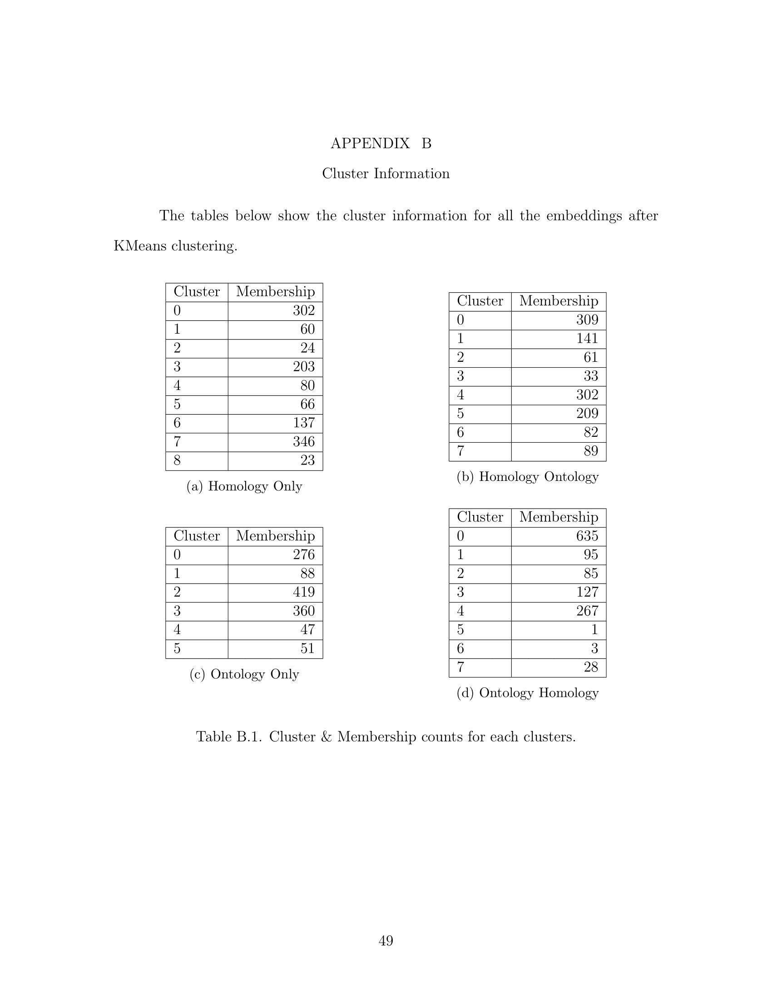 APPENDIX B
Cluster Information
The tables below show the cluster information for all the embeddings after
KMeans clustering.
Cluster Membership
0 302
1 60
2 24
3 203
4 80
5 66
6 137
7 346
8 23
(a) Homology Only
Cluster Membership
0 309
1 141
2 61
3 33
4 302
5 209
6 82
7 89
(b) Homology Ontology
Cluster Membership
0 276
1 88
2 419
3 360
4 47
5 51
(c) Ontology Only
Cluster Membership
0 635
1 95
2 85
3 127
4 267
5 1
6 3
7 28
(d) Ontology Homology
Table B.1. Cluster & Membership counts for each clusters.
49